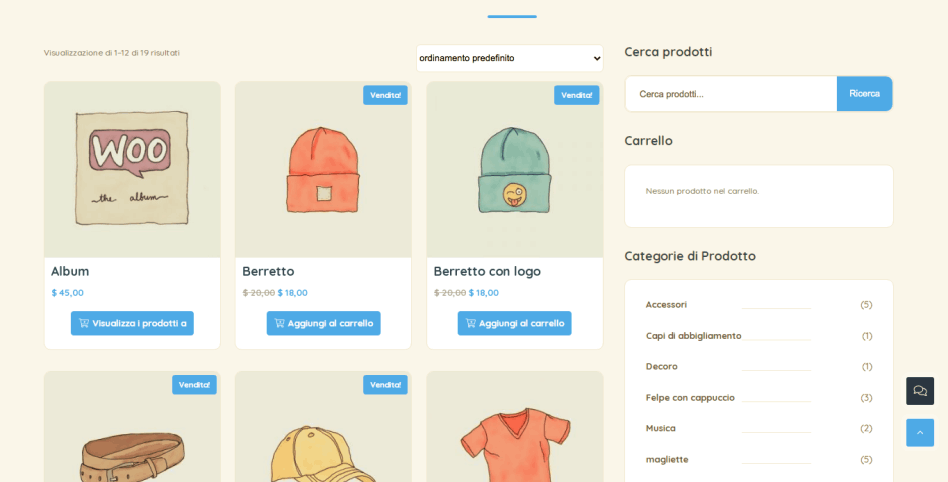 Visualizzazione di 1–12 di 19 risultati
ordinamento predefinito
WOO
the album
Album
$ 45,00
Visualizza i prodotti a
Vendita!
Berretto
$ 20,00 $ 18,00
Aggiungi al carrello
Vendita!
Berretto con logo
$ 20,00 $ 18,00
Aggiungi al carrello
Vendita!
Vendita!
Cerca prodotti
Cerca prodotti...
Ricerca
Carrello
Nessun prodotto nel carrello.
Categorie di Prodotto
Accessori (5)
Capi di abbigliamento (1)
Decoro (1)
Felpe con cappuccio (3)
Musica (2)
magliette (5)